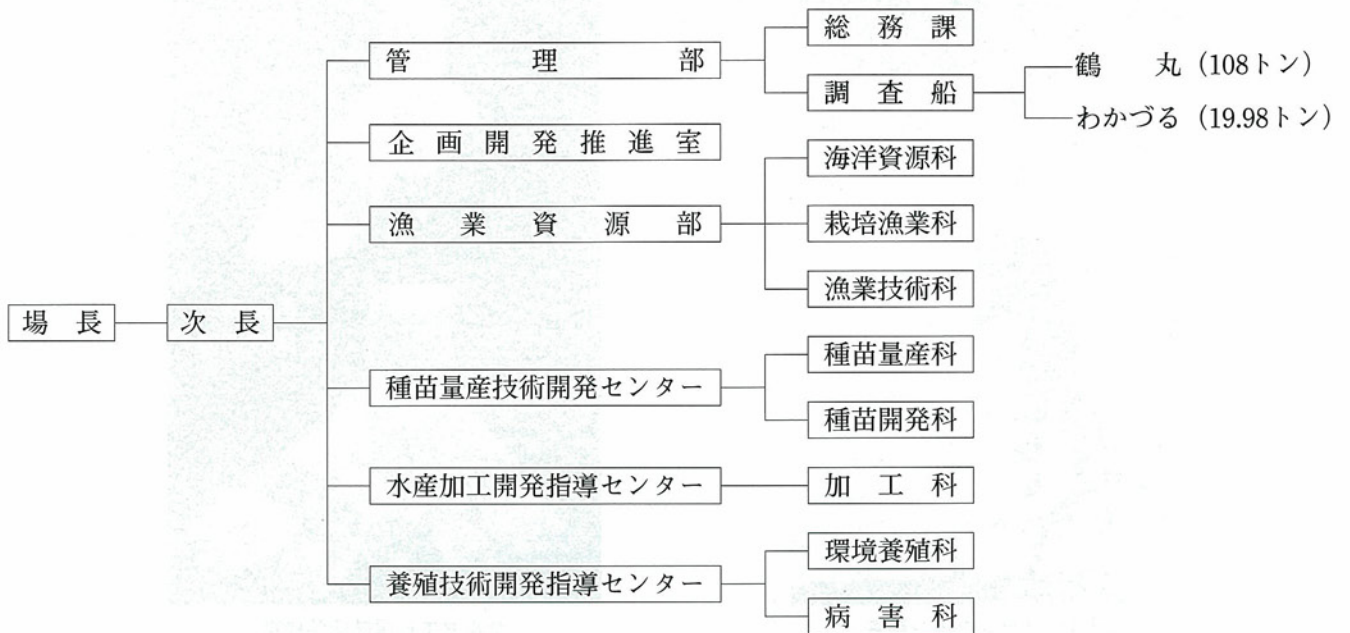 場長
次長
管理部
総務課
調査船
鶴丸（108トン）
わかづる（19.98トン）
企画開発推進室
漁業資源部
海洋資源科
栽培漁業科
漁業技術科
種苗量産技術開発センター
種苗量産科
種苗開発科
水産加工開発指導センター
加工科
養殖技術開発指導センター
環境養殖科
病害科